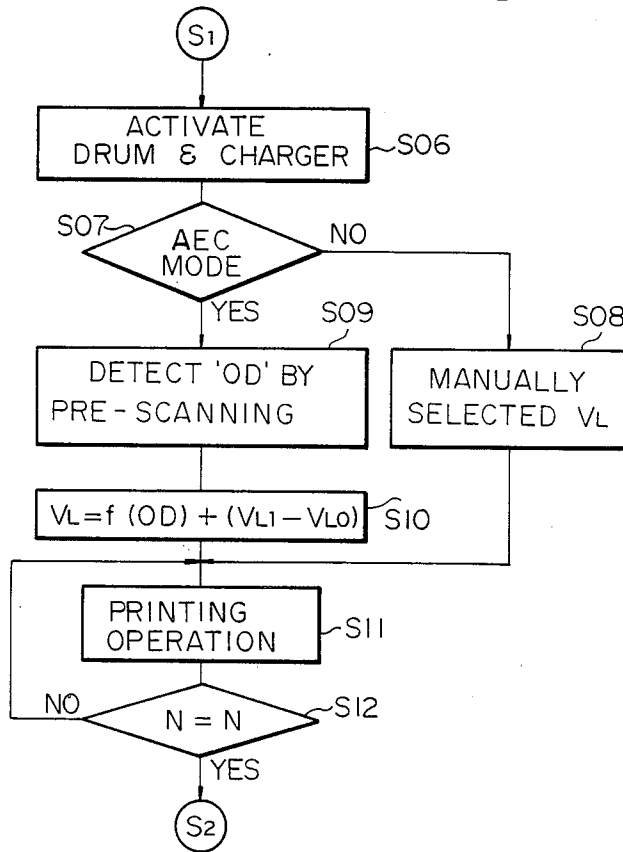 S1
ACTIVATE
DRUM & CHARGER
S06
S07
AEC
MODE
NO
YES
S09
S08
DETECT 'OD' BY
PRE-SCANNING
MANUALLY
SELECTED VL
VL=f (OD) + (VL1-VL0)
S10
PRINTING
OPERATION
S11
NO
N = N
S12
YES
S2